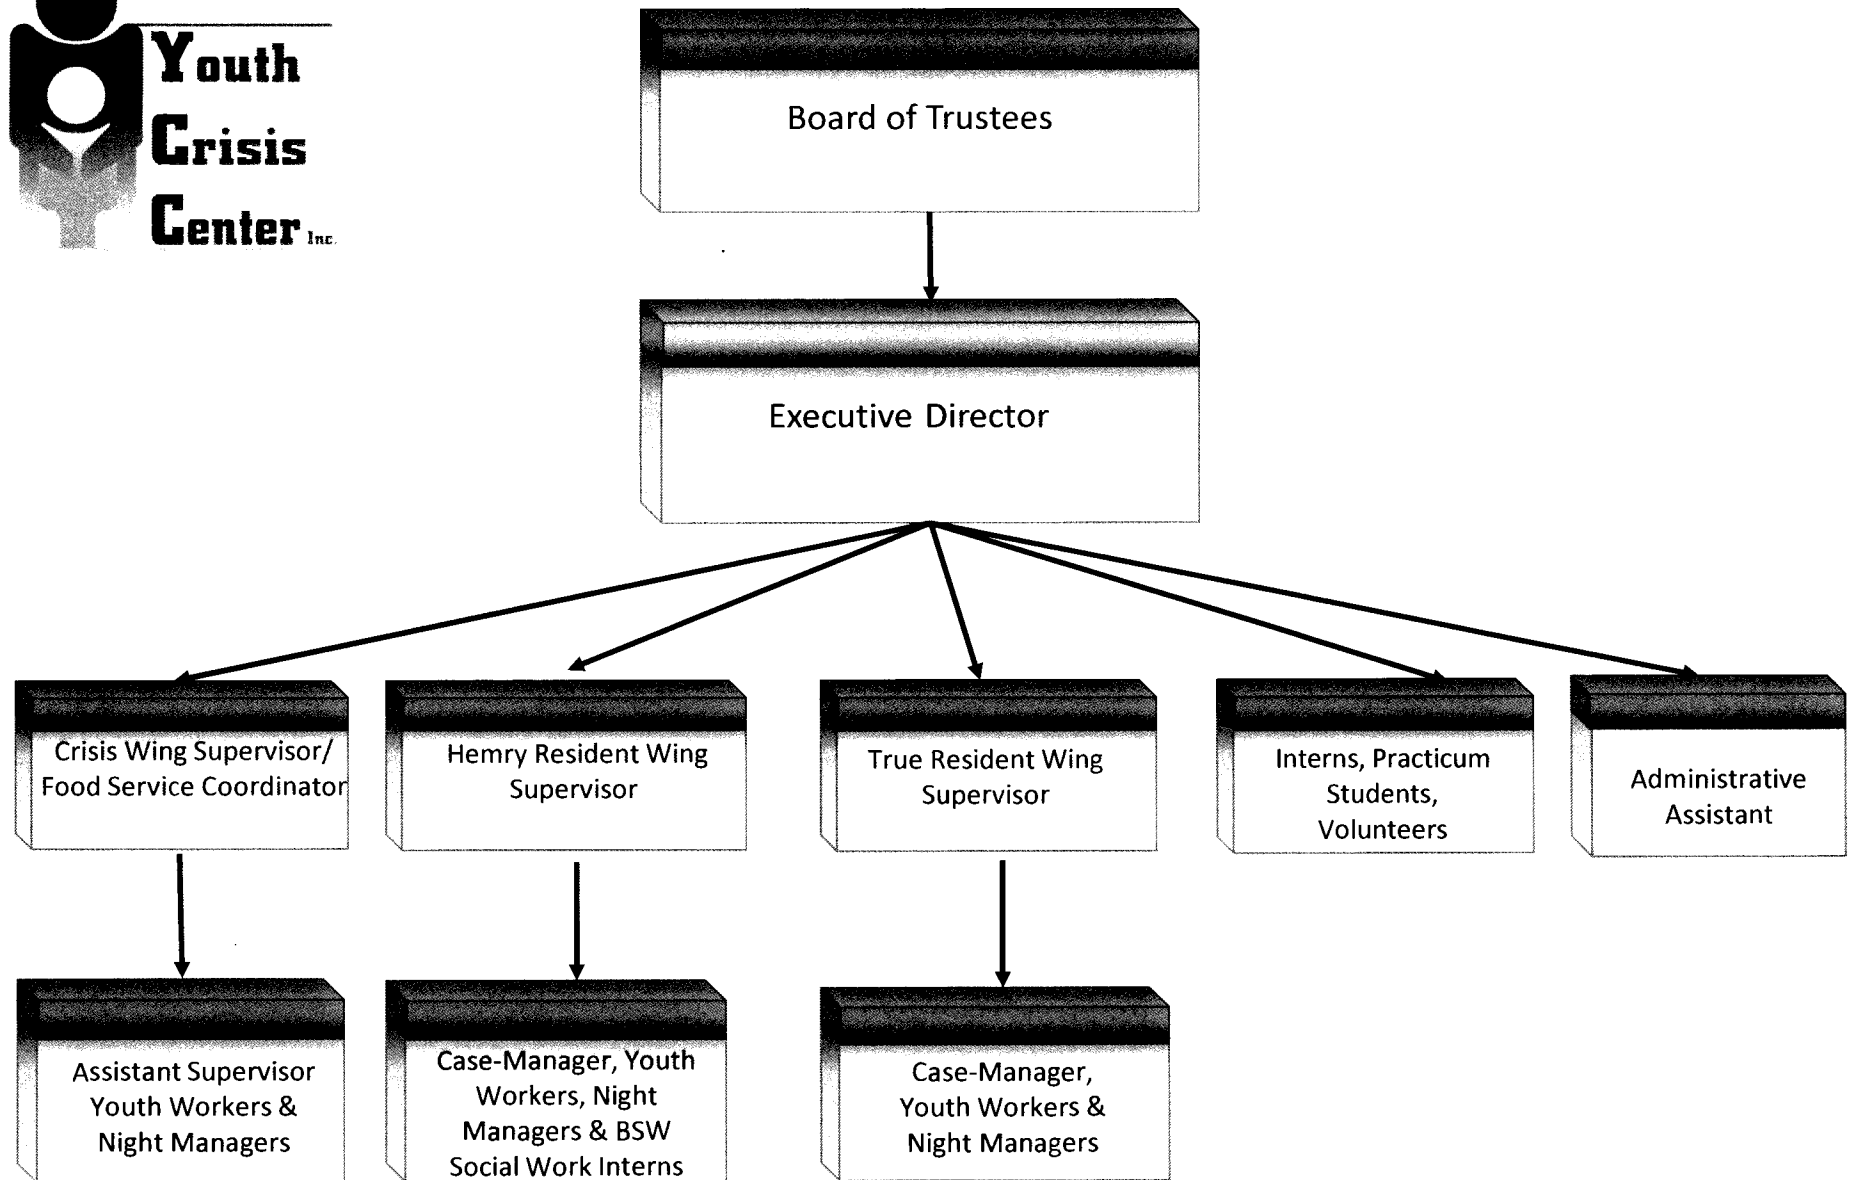 Youth
Crisis
Center Inc.
Board of Trustees
Executive Director
Crisis Wing Supervisor/
Food Service Coordinator
Hemry Resident Wing
Supervisor
True Resident Wing
Supervisor
Interns, Practicum
Students,
Volunteers
Administrative
Assistant
Assistant Supervisor
Youth Workers &
Night Managers
Case-Manager, Youth
Workers, Night
Managers & BSW
Social Work Interns
Case-Manager,
Youth Workers &
Night Managers